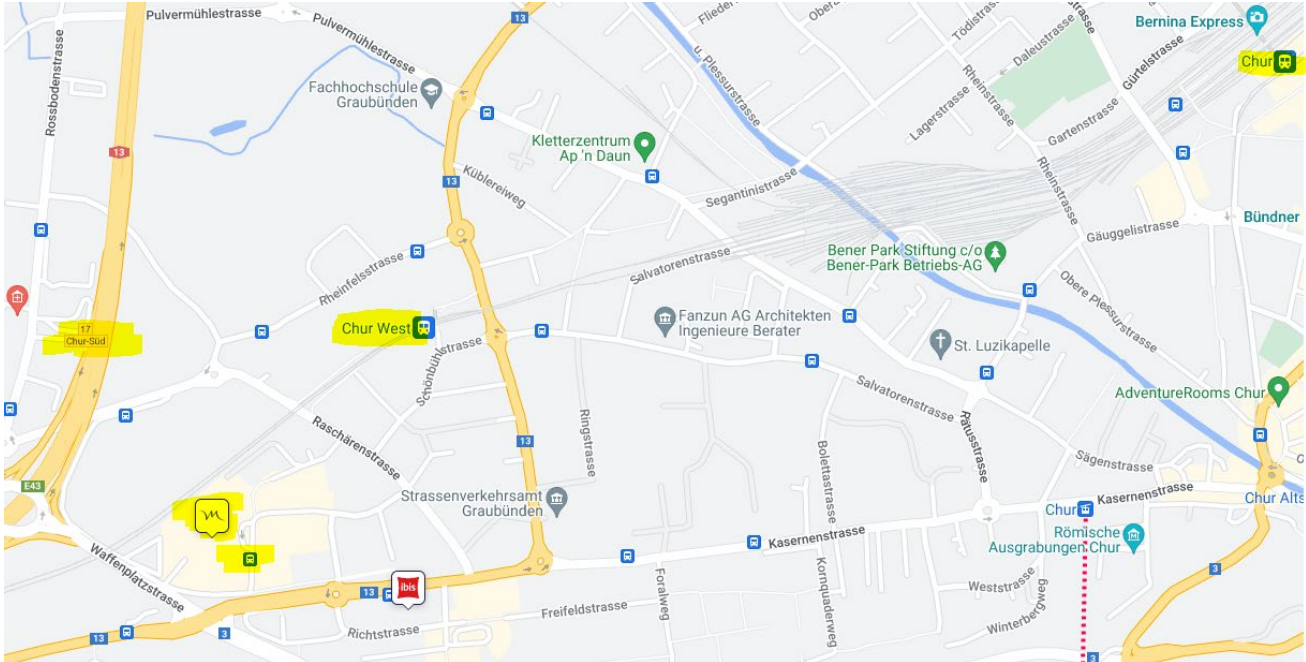 Pulvermühlestrasse
Pulvermühlestrasse
13
Rossbodenstrasse
Bernina Express
Chur
Tödistrasse
Daleustrasse
Gürtelstrasse
u. Plessurstrasse
Rheinstrasse
Lagerstrasse
Gartenstrasse
Fachhochschule
Graubünden
Kletterzentrum
Ap 'n Daun
13
13
Küblereiweg
Segantinistrasse
Rheinstrasse
Bündner
Gäuggelistrasse
Bener Park Stiftung c/o
Bener-Park Betriebs-AG
Salvatorenstrasse
Rheinfelsstrasse
Obere Plessurstrasse
17
Chur-Süd
Chur West
Fanzun AG Architekten
Ingenieure Berater
St. Luzikapelle
Schönbühlstrasse
Salvatorenstrasse
AdventureRooms Chur
Raschärenstrasse
Ringstrasse
13
Bolettastrasse
Rätusstrasse
Sägenstrasse
E43
Strassenverkehrsamt
Graubünden
Kasernenstrasse
Chur Alts
Chur
Kasernenstrasse
Römische
Ausgrabungen Chur
Waffenplatzstrasse
13
ibis
Foralweg
Kornquaderweg
Weststrasse
3
Freifeldstrasse
Winterbergweg
Richtstrasse
13
3
3